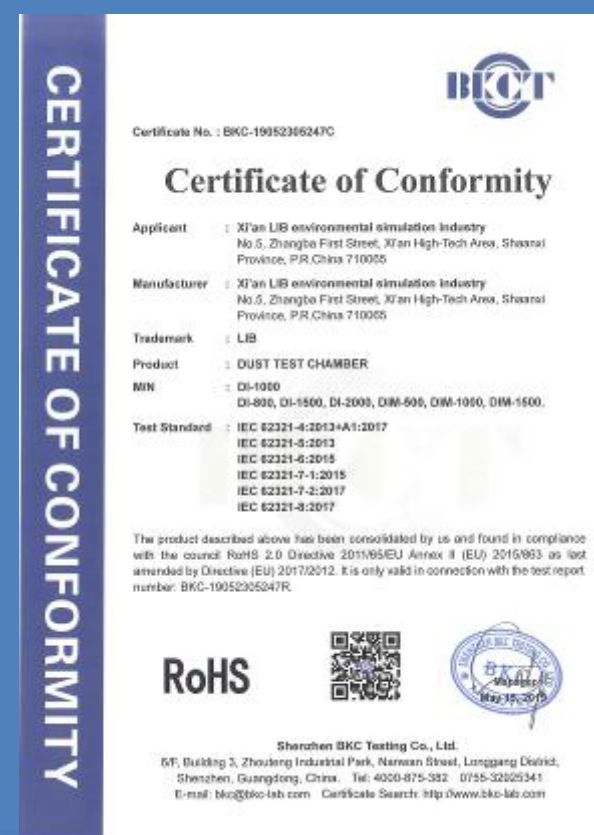 CERTIFICATE OF CONFORMITY
BKCT
Certificate No. : BKC-19052305247C
Certificate of Conformity
Applicant : Xi'an LIB environmental simulation industry
No.5, Zhangba First Street, Xi'an High-Tech Area, Shaanxi
Province, P.R.China 710065
Manufacturer : Xi'an LIB environmental simulation industry
No.5, Zhangba First Street, Xi'an High-Tech Area, Shaanxi
Province, P.R.China 710065
Trademark : LIB
Product : DUST TEST CHAMBER
M/N : DI-1000
DI-800, DI-1500, DI-2000, DIM-500, DIM-1000, DIM-1500.
Test Standard : IEC 62321-4:2013+A1:2017
IEC 62321-5:2013
IEC 62321-6:2015
IEC 62321-7-1:2015
IEC 62321-7-2:2017
IEC 62321-8:2017
The product described above has been consolidated by us and found in compliance
with the council RoHS 2.0 Directive 2011/65/EU Annex II (EU) 2015/863 as last
amended by Directive (EU) 2017/2012. It is only valid in connection with the test report
number: BKC-19052305247R.
RoHS
Manager
May 15, 2019
Shenzhen BKC Testing Co., Ltd.
6/F, Building 3, Zhouteng Industrial Park, Nanwan Street, Longgang District,
Shenzhen, Guangdong, China. Tel: 4000-875-382 0755-32025341
E-mail: bkc@bkc-lab.com Certificate Search: http://www.bkc-lab.com